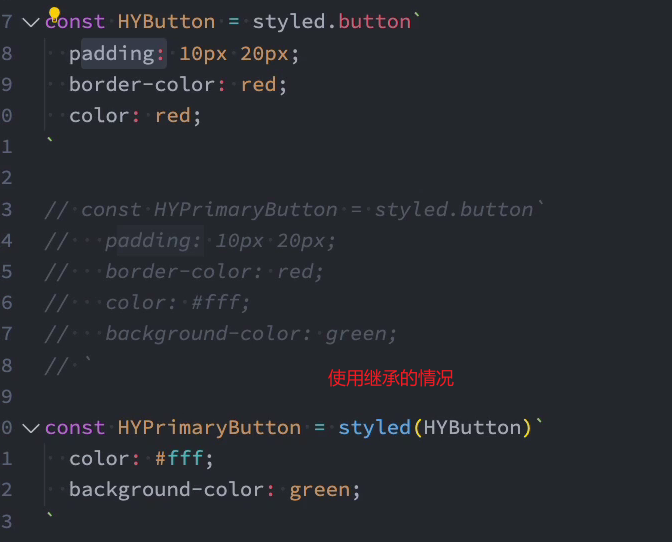 7 const HYButton = styled.button`
8 padding: 10px 20px;
9 border-color: red;
0 color: red;
1 `
2
3 // const HYPrimaryButton = styled.button`
4 // padding: 10px 20px;
5 // border-color: red;
6 // color: #fff;
7 // background-color: green;
8 // `
使用继承的情况
9
0 const HYPrimaryButton = styled(HYButton)`
1 color: #fff;
2 background-color: green;
3 `